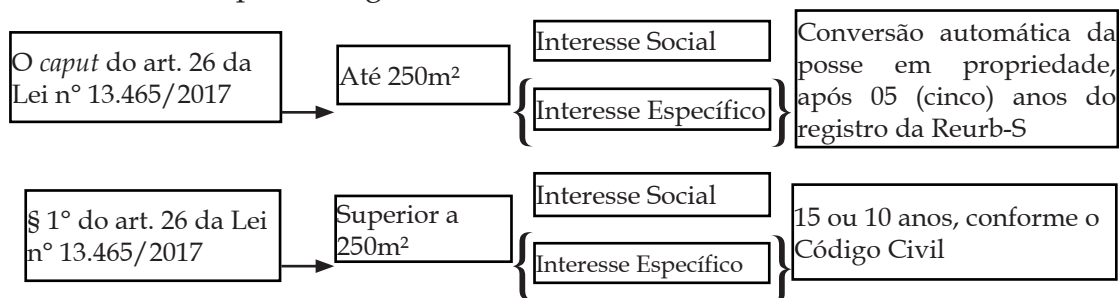 O caput do art. 26 da
Lei n° 13.465/2017
Até 250m²
Interesse Social
Interesse Específico
Conversão automática da
posse em propriedade,
após 05 (cinco) anos do
registro da Reurb-S
§ 1° do art. 26 da Lei
n° 13.465/2017
Superior a
250m²
Interesse Social
Interesse Específico
15 ou 10 anos, conforme o
Código Civil